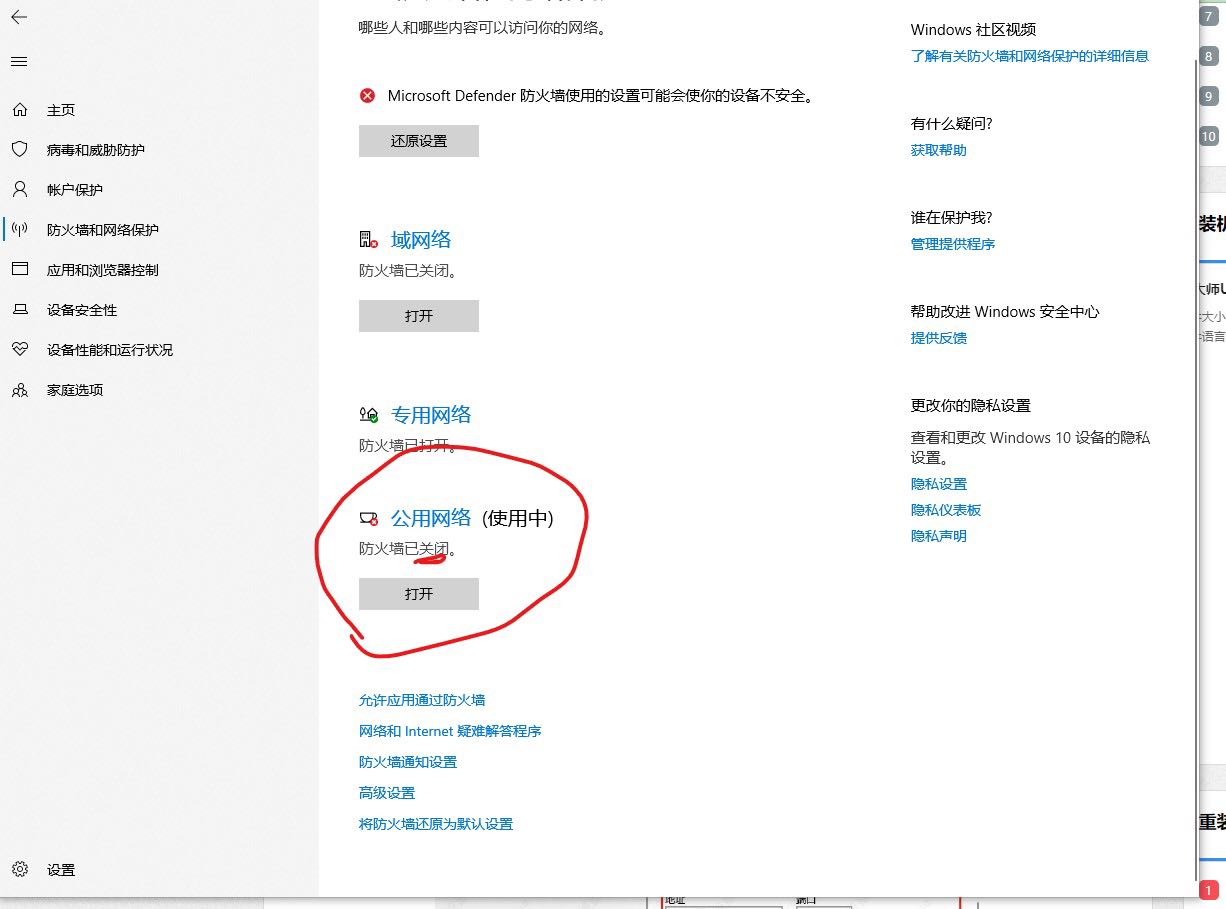 哪些人和哪些内容可以访问你的网络。
Microsoft Defender 防火墙使用的设置可能会使你的设备不安全。
还原设置
主页
病毒和威胁防护
帐户保护
防火墙和网络保护
应用和浏览器控制
设备安全性
设备性能和运行状况
家庭选项
设置
域网络
防火墙已关闭。
打开
专用网络
防火墙已打开。
公用网络 (使用中)
防火墙已关闭。
打开
允许应用通过防火墙
网络和 Internet 疑难解答程序
防火墙通知设置
高级设置
将防火墙还原为默认设置
Windows 社区视频
了解有关防火墙和网络保护的详细信息
有什么疑问?
获取帮助
谁在保护我?
管理提供程序
帮助改进 Windows 安全中心
提供反馈
更改你的隐私设置
查看和更改 Windows 10 设备的隐私
设置。
隐私设置
隐私仪表板
隐私声明
7
8
9
10
装机
大师U
大小
语言
重装
1
地址
端口